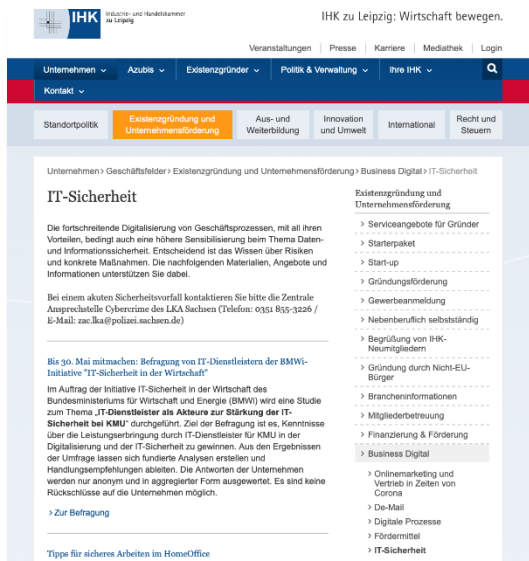 IHK Industrie- und Handelskammer
zu Leipzig
IHK zu Leipzig: Wirtschaft bewegen.
Veranstaltungen | Presse | Karriere | Mediathek | Login
Unternehmen Azubis Existenzgründer Politik & Verwaltung Ihre IHK
Kontakt
Standortpolitik
Existenzgründung und
Unternehmensförderung
Aus- und
Weiterbildung
Innovation
und Umwelt
International
Recht und
Steuern
Unternehmen › Geschäftsfelder › Existenzgründung und Unternehmensförderung › Business Digital › IT-Sicherheit
IT-Sicherheit
Die fortschreitende Digitalisierung von Geschäftsprozessen, mit all ihren
Vorteilen, bedingt auch eine höhere Sensibilisierung beim Thema Daten-
und Informationssicherheit. Entscheidend ist das Wissen über Risiken
und konkrete Maßnahmen. Die nachfolgenden Materialien, Angebote und
Informationen unterstützen Sie dabei.
Bei einem akuten Sicherheitsvorfall kontaktieren Sie bitte die Zentrale
Ansprechstelle Cybercrime des LKA Sachsen (Telefon: 0351 855-3226 /
E-Mail: zac.lka@polizei.sachsen.de)
Bis 30. Mai mitmachen: Befragung von IT-Dienstleistern der BMWi-
Initiative "IT-Sicherheit in der Wirtschaft"
Im Auftrag der Initiative IT-Sicherheit in der Wirtschaft des
Bundesministeriums für Wirtschaft und Energie (BMWi) wird eine Studie
zum Thema „IT-Dienstleister als Akteure zur Stärkung der IT-
Sicherheit bei KMU" durchgeführt. Ziel der Befragung ist es, Kenntnisse
über die Leistungserbringung durch IT-Dienstleister für KMU in der
Digitalisierung und der IT-Sicherheit zu gewinnen. Aus den Ergebnissen
der Umfrage lassen sich fundierte Analysen erstellen und
Handlungsempfehlungen ableiten. Die Antworten der Unternehmen
werden nur anonym und in aggregierter Form ausgewertet. Es sind keine
Rückschlüsse auf die Unternehmen möglich.
› Zur Befragung
Tipps für sicheres Arbeiten im HomeOffice
Existenzgründung und
Unternehmensförderung
› Serviceangebote für Gründer
› Starterpaket
› Start-up
› Gründungsförderung
› Gewerbeanmeldung
› Nebenberuflich selbstständig
› Begrüßung von IHK-
Neumitgliedern
› Gründung durch Nicht-EU-
Bürger
› Brancheninformationen
› Mitgliederbetreuung
› Finanzierung & Förderung
› Business Digital
› Onlinemarketing und
Vertrieb in Zeiten von
Corona
› De-Mail
› Digitale Prozesse
› Fördermittel
› IT-Sicherheit